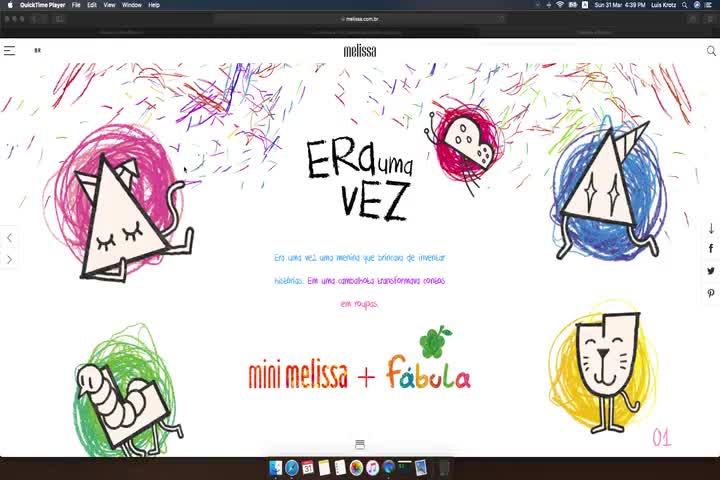 QuickTime Player File Edit View Window Help
Sun 31 Mar 4:39 PM Luis Krotz
melissa.com.br
BR
melissa
ERA uma
VEZ
Era uma vez uma menina que brincava de inventar
histórias. Em uma cambalhota transformava contos
em roupas.
mini melissa + fábula
01